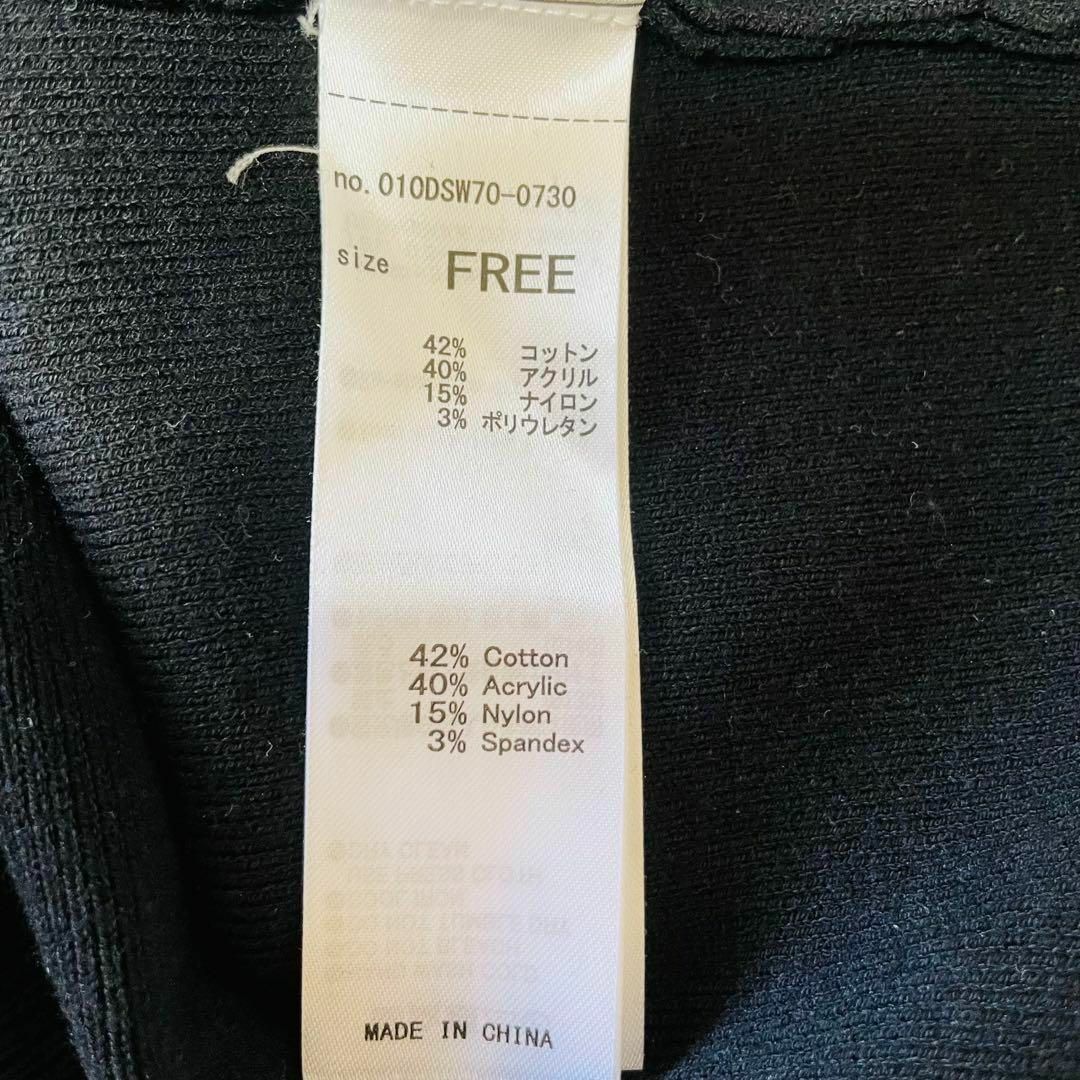 no. 010DSW70-0730
size FREE
42% コットン
40% アクリル
15% ナイロン
3% ポリウレタン
42% Cotton
40% Acrylic
15% Nylon
3% Spandex
MADE IN CHINA